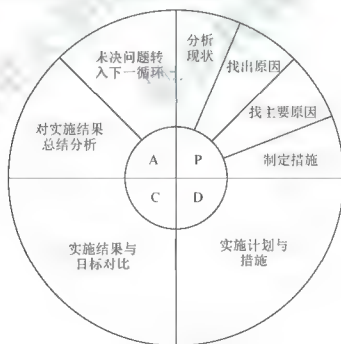 未决问题转
入下一循环
分析
现状
找出原因
找主要原因
制定措施
对实施结果
总结分析
A
P
C
D
实施结果与
目标对比
实施计划与
措施